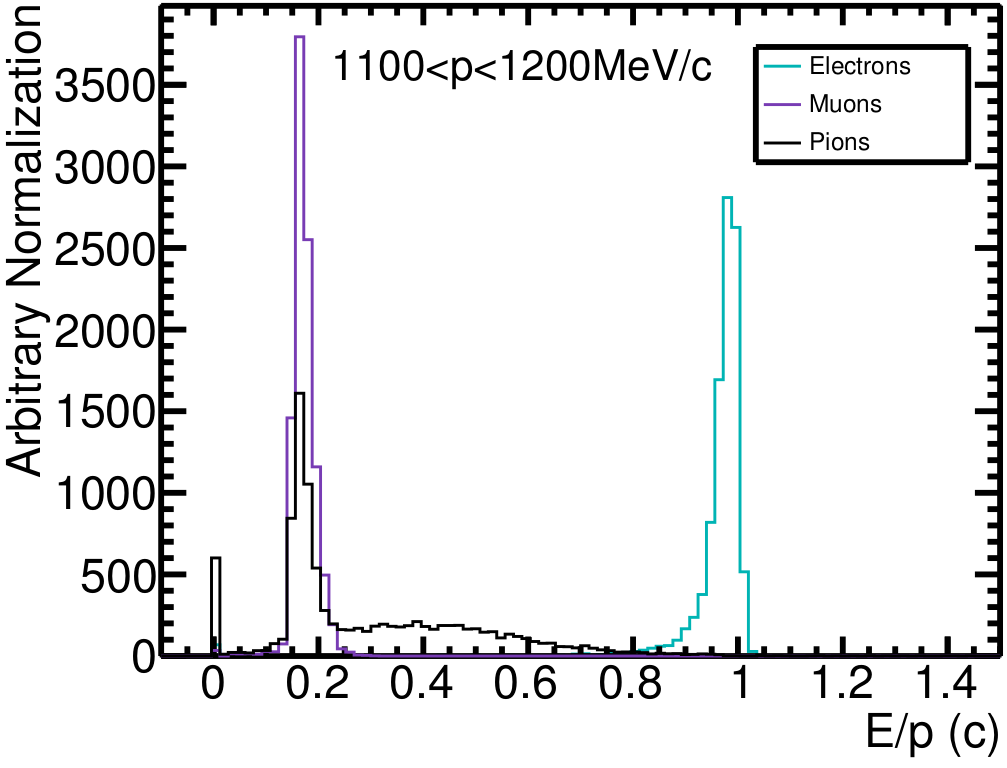 Arbitrary Normalization
1100<p<1200MeV/c
Electrons
Muons
Pions
3500
3000
2500
2000
1500
1000
500
0
0 0.2 0.4 0.6 0.8 1 1.2 1.4
E/p (c)